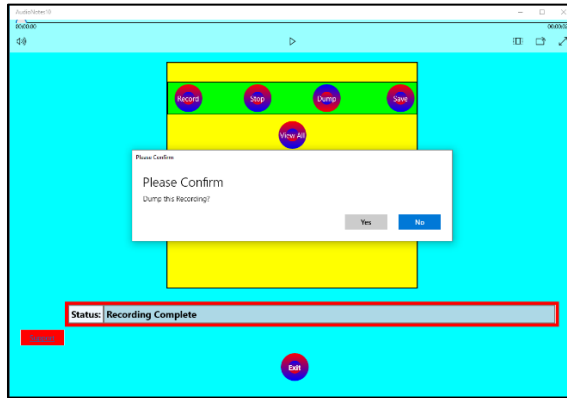 AudioNotes10
00:00:00
Record Stop Dump Save
View All
Please Confirm
Please Confirm
Dump this Recording?
Yes No
Status: Recording Complete
Exit